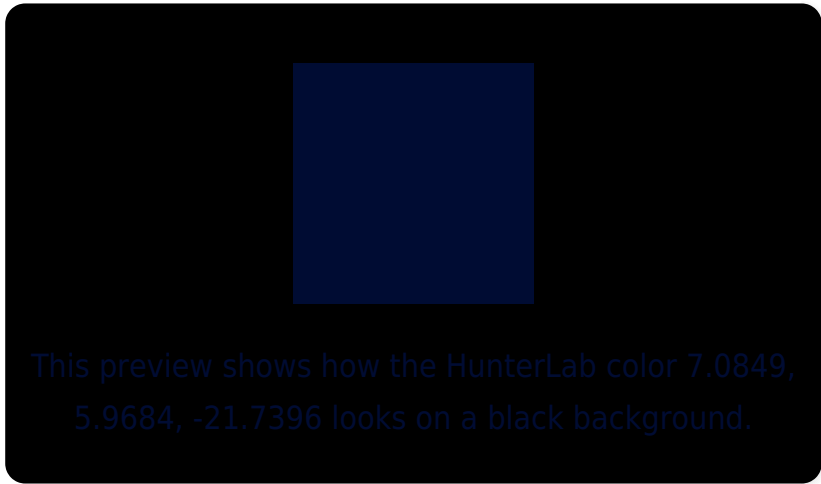 This preview shows how the HunterLab color 7.0849,
5.9684, -21.7396 looks on a black background.